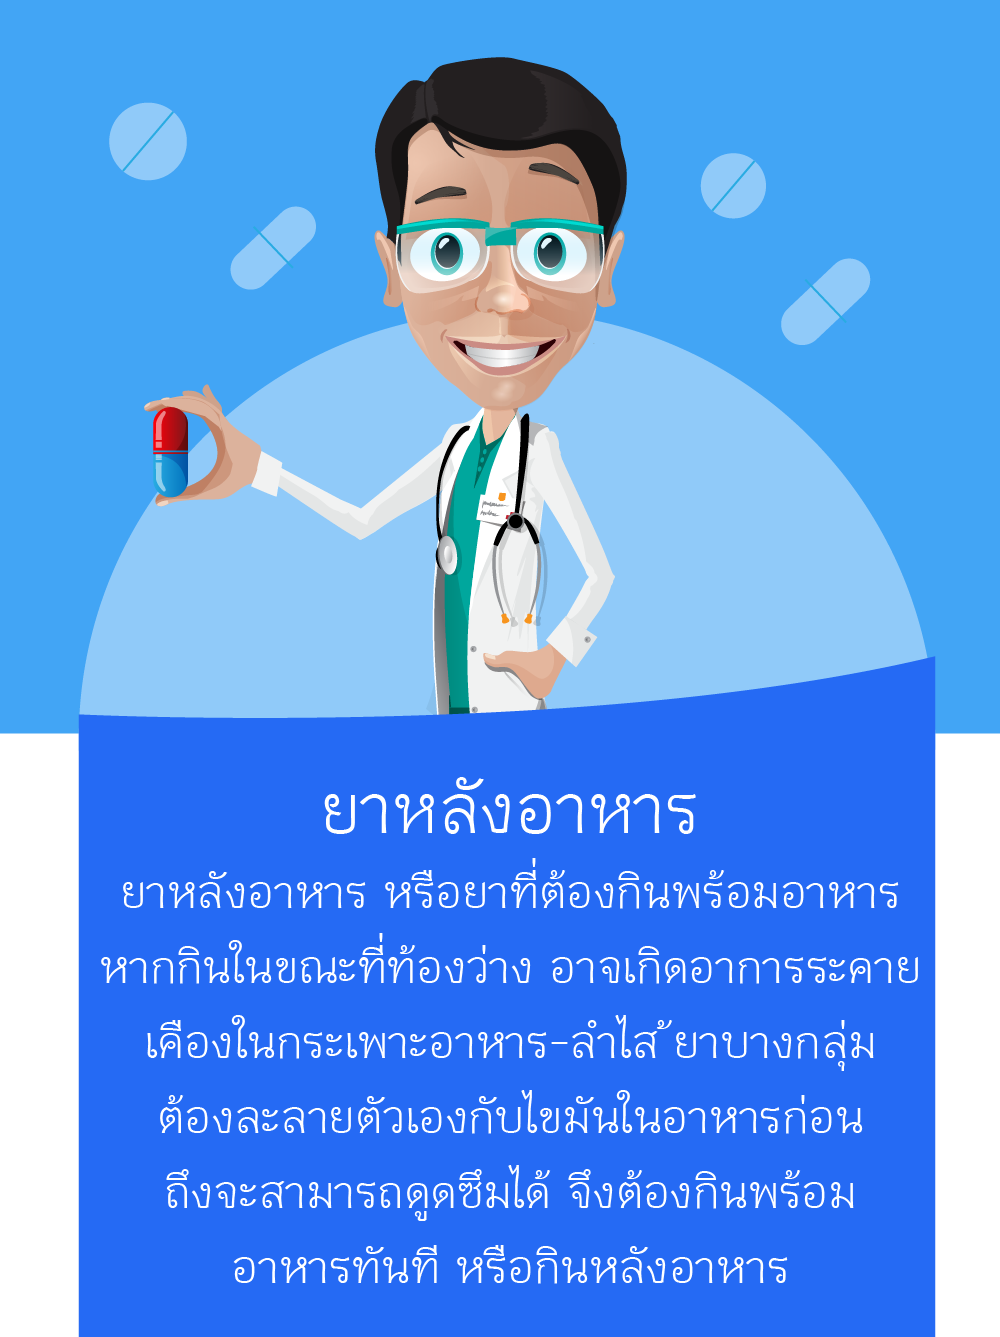 ยาหลังอาหาร
ยาหลังอาหาร หรือยาที่ต้องกินพร้อมอาหาร
หากกินในขณะที่ท้องว่าง อาจเกิดอาการระคาย
เคืองในกระเพาะอาหาร-ลำไส ้ยาบางกลุ่ม
ต้องละลายตัวเองกับไขมันในอาหารก่อน
ถึงจะสามารถดูดซึมได้ จึงต้องกินพร้อม
อาหารทันที หรือกินหลังอาหาร